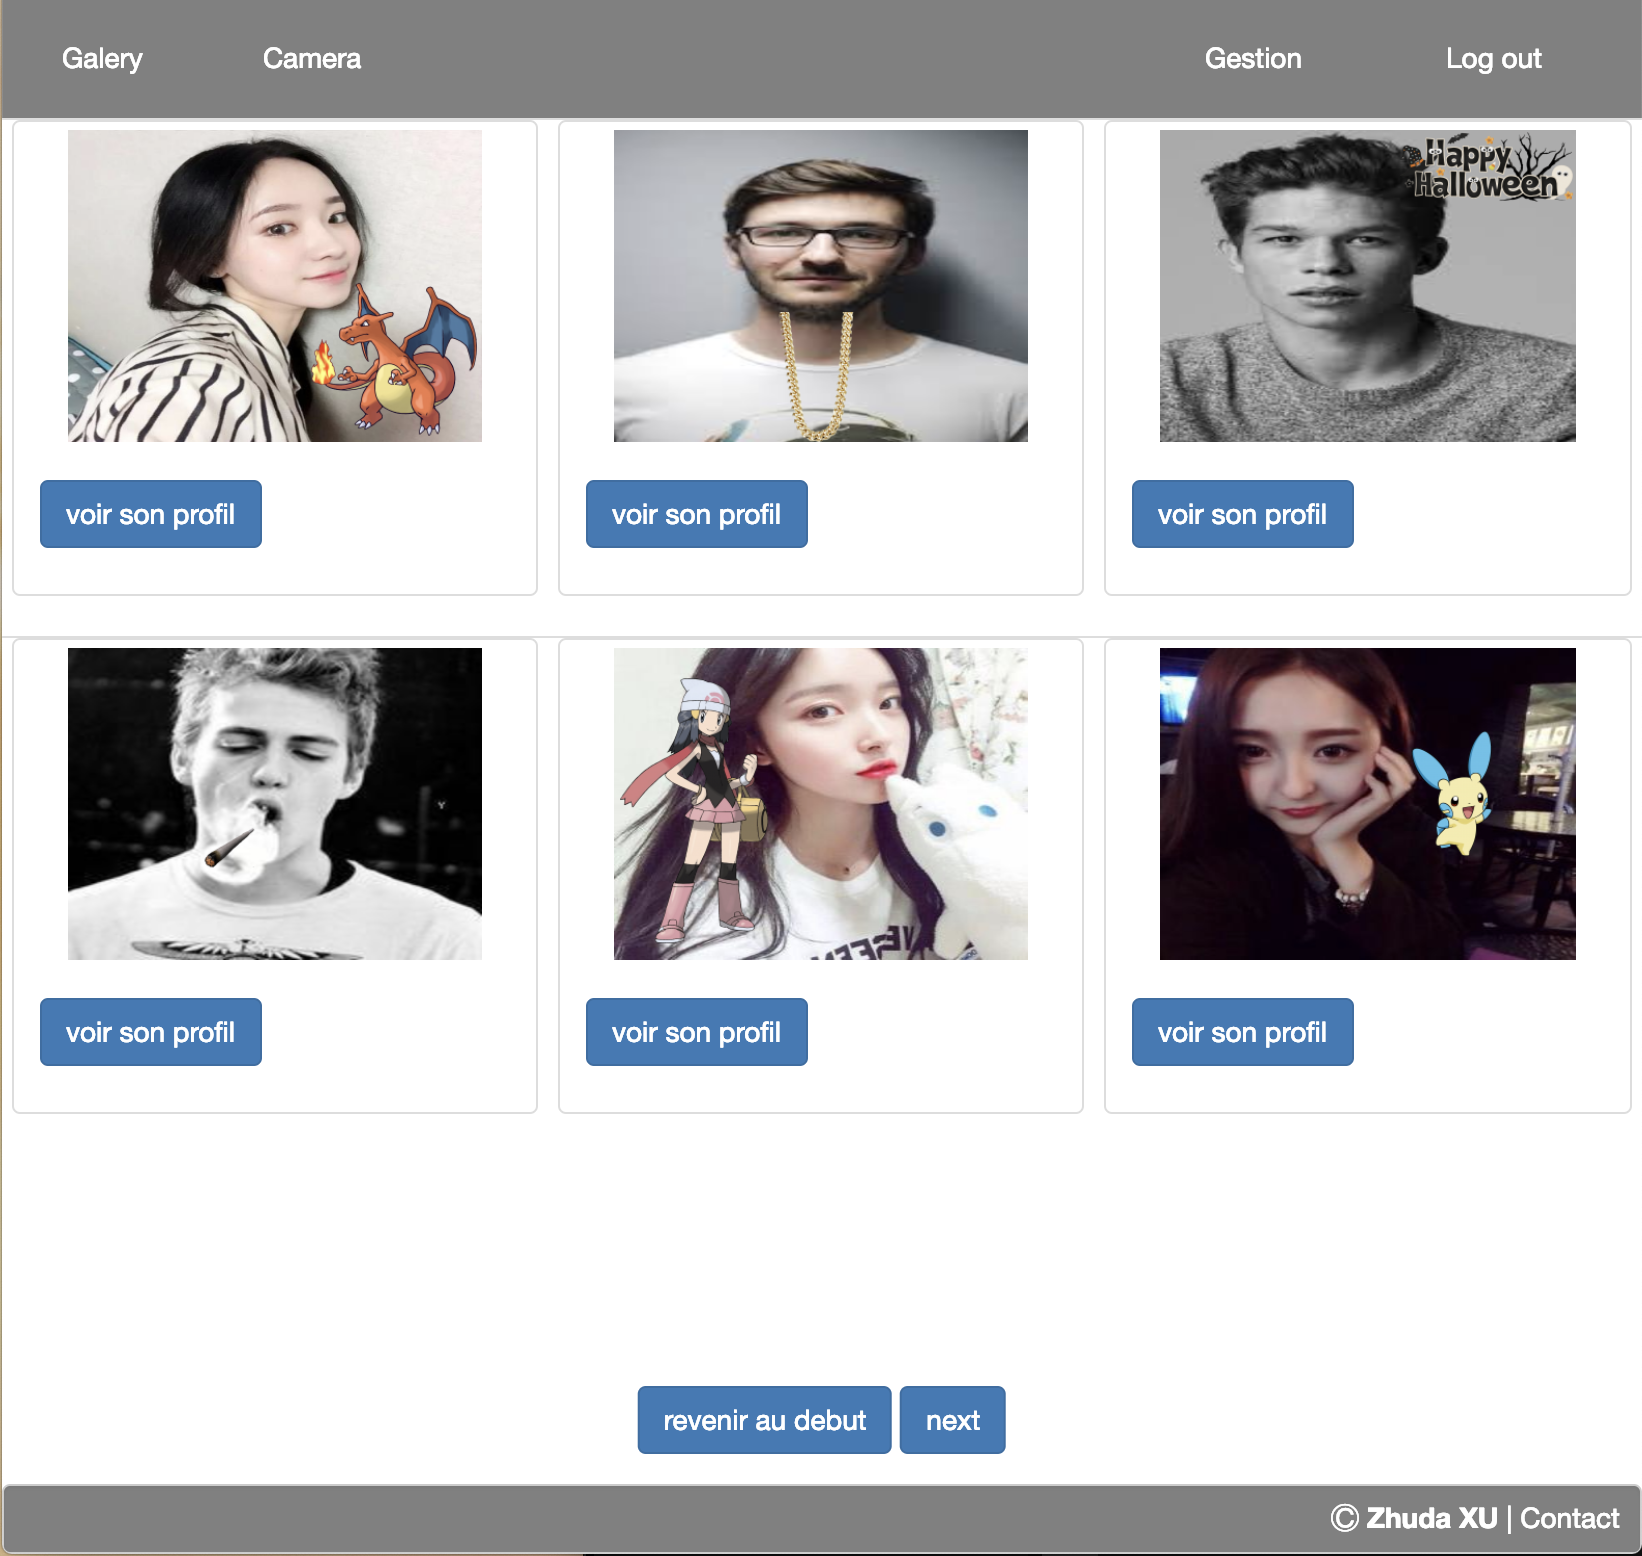 Galery Camera Gestion Log out
Happy
Halloween
voir son profil voir son profil voir son profil
voir son profil voir son profil voir son profil
revenir au debut next
© Zhuda XU | Contact